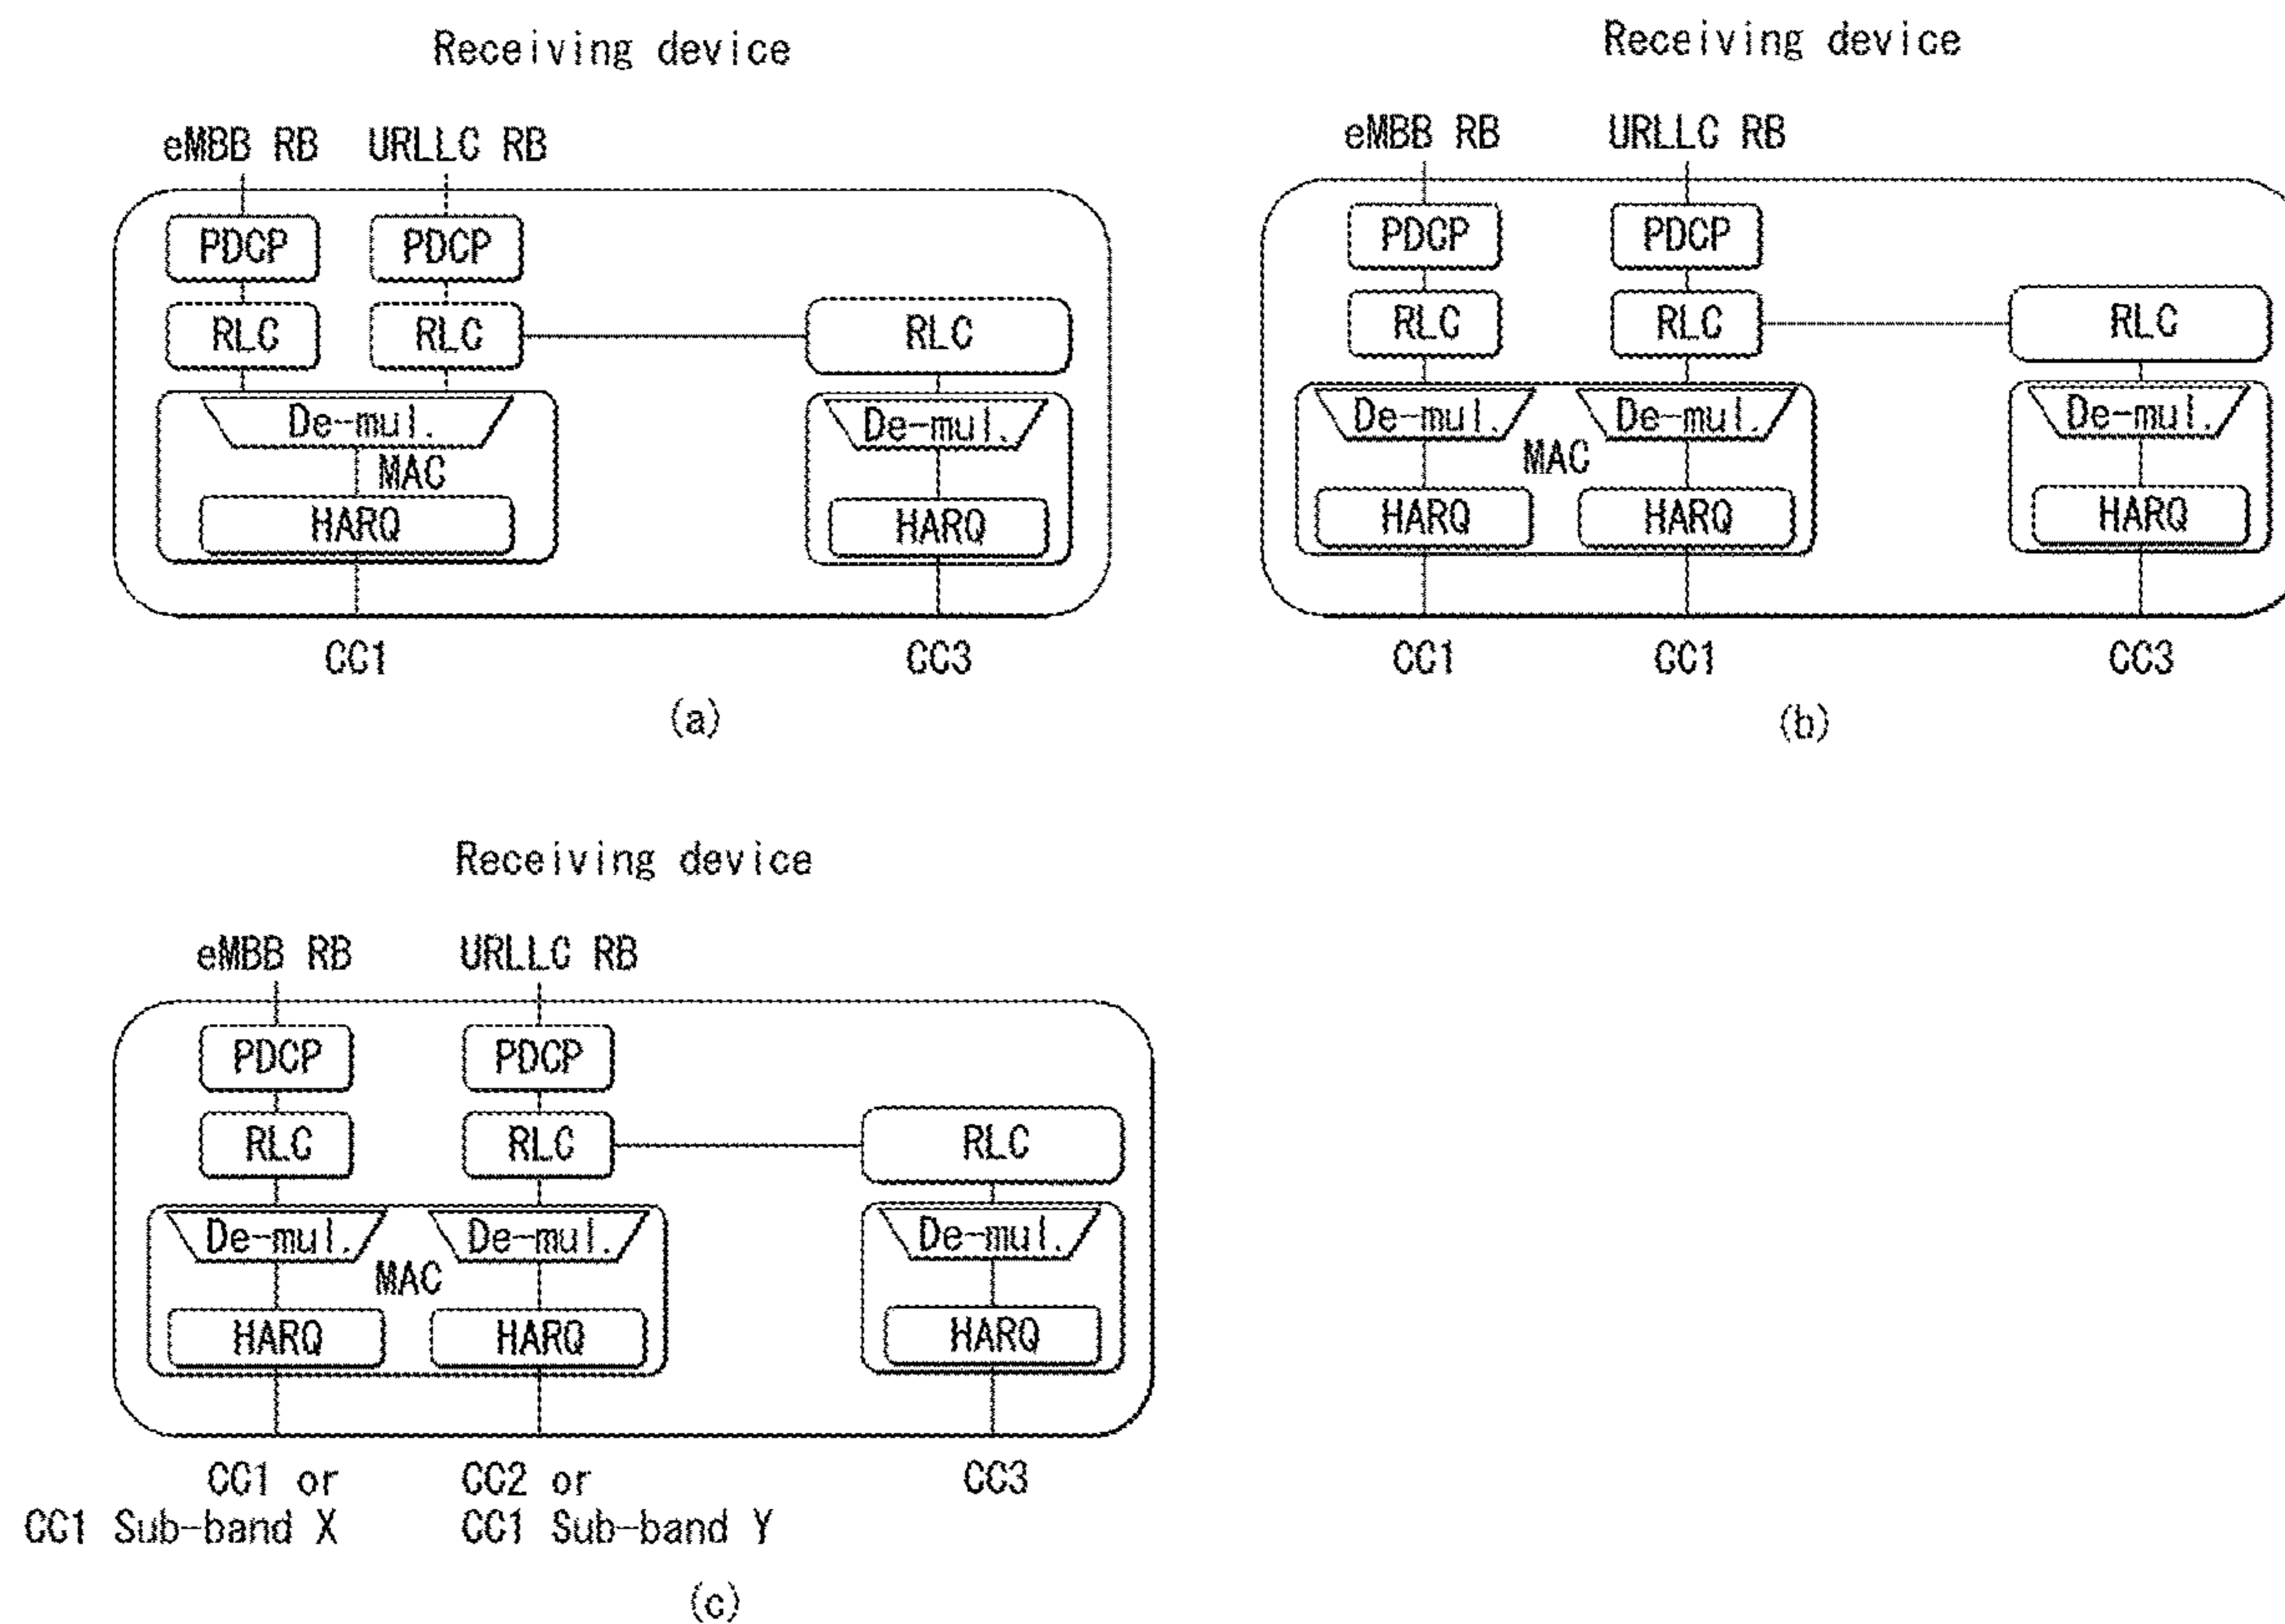 Receiving device
eMBB RB URLLC RB
PDCP PDCP
RLC RLC RLC
De-mul. De-mul.
MAC
HARQ HARQ
CC1 CC3
(a)
Receiving device
eMBB RB URLLC RB
PDCP PDCP
RLC RLC RLC
De-mul. De-mul. De-mul.
MAC
HARQ HARQ HARQ
CC1 CC1 CC3
(b)
Receiving device
eMBB RB URLLC RB
PDCP PDCP
RLC RLC RLC
De-mul. De-mul. De-mul.
MAC
HARQ HARQ HARQ
CC1 or CC2 or CC3
CC1 Sub-band X CC1 Sub-band Y
(c)